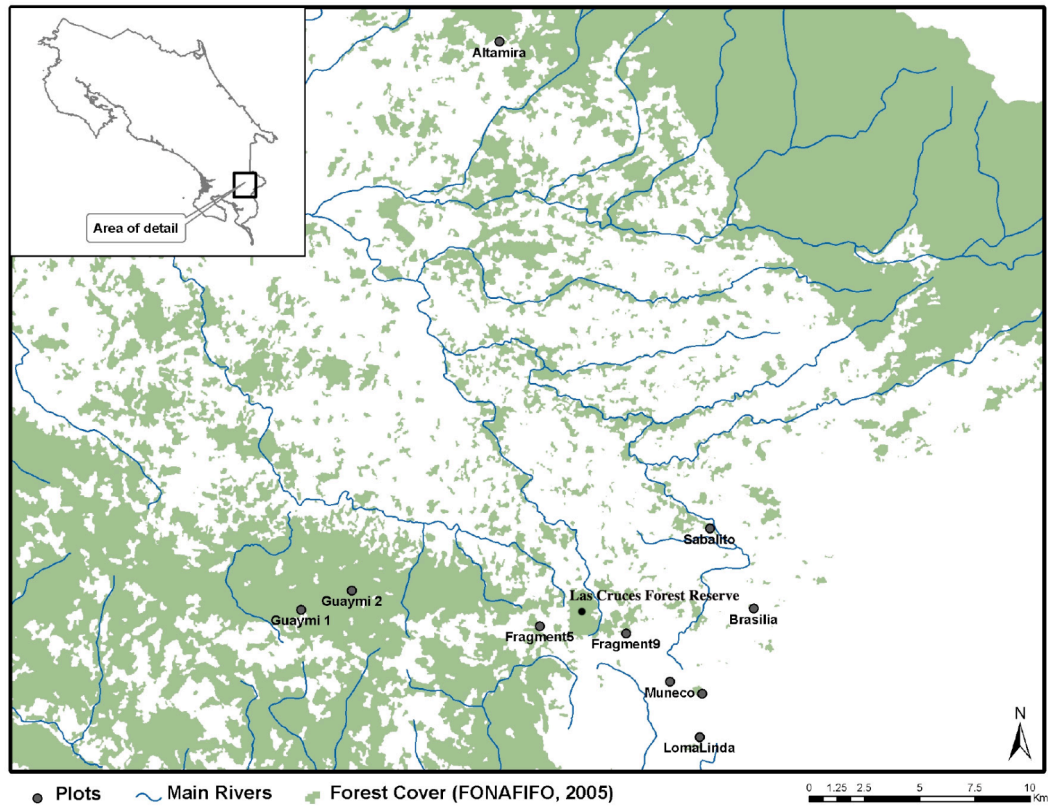 Altamira
Area of detail
Sabalito
Guaymi 2
Guaymi 1
Las Cruces Forest Reserve
Brasilia
Fragment5
Fragment9
Muneco
LomaLinda
N
Plots
Main Rivers
Forest Cover (FONAFIFO, 2005)
0 1.25 2.5 5 7.5 10
Km